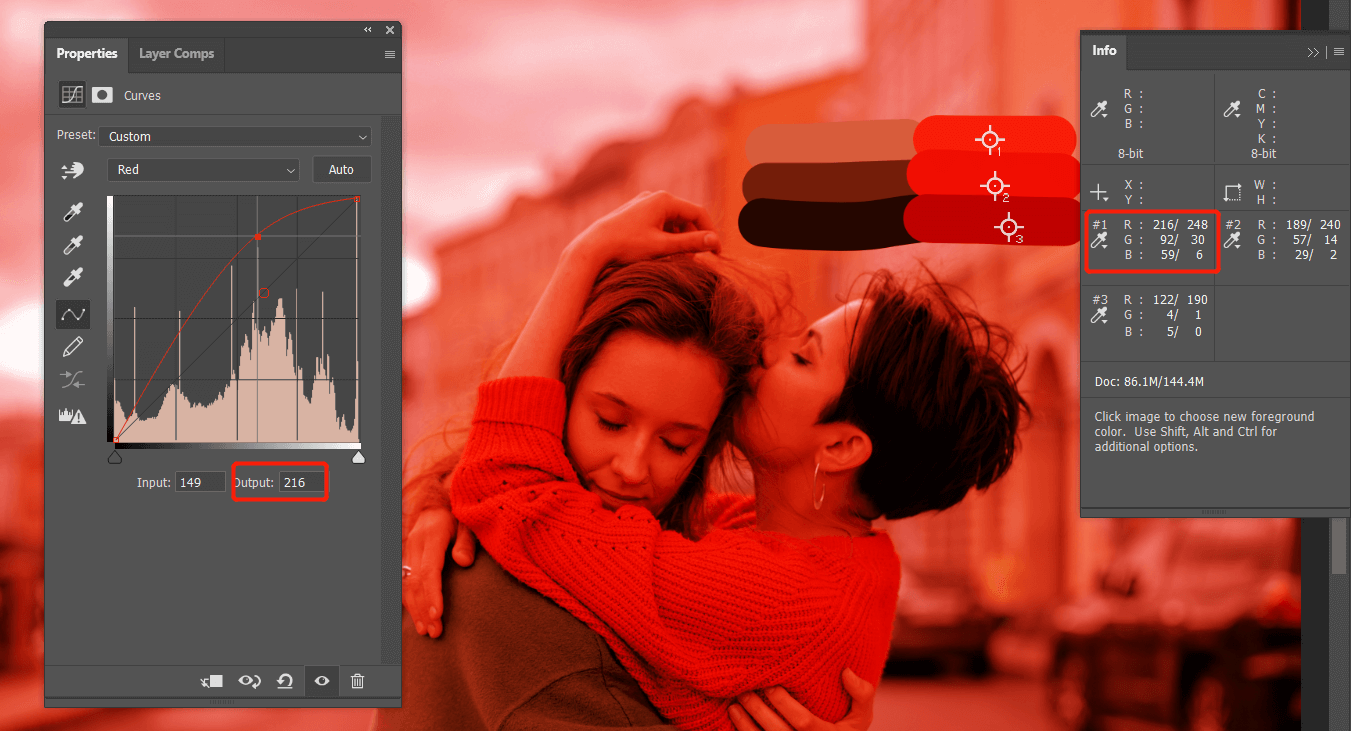 Properties
Layer Comps
Curves
Preset: Custom
Red
Auto
Input: 149
Output: 216
1
2
3
Info
R :
G :
B :
8-bit
C :
M :
Y :
K :
8-bit
X :
Y :
W :
H :
#1 R : 216/ 248
G : 92/ 30
B : 59/ 6
#2 R : 189/ 240
G : 57/ 14
B : 29/ 2
#3 R : 122/ 190
G : 4/ 1
B : 5/ 0
Doc: 86.1M/144.4M
Click image to choose new foreground
color. Use Shift, Alt and Ctrl for
additional options.